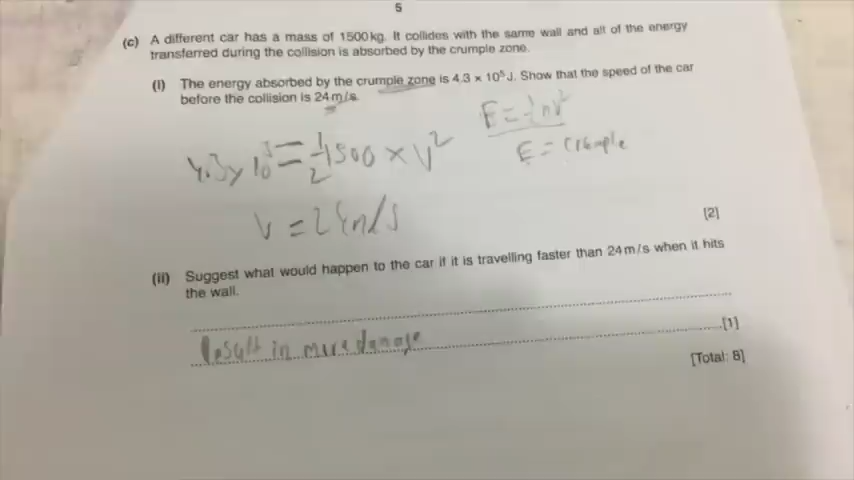 5
(c) A different car has a mass of 1500 kg. It collides with the same wall and all of the energy
transferred during the collision is absorbed by the crumple zone.
(i) The energy absorbed by the crumple zone is 4.3 × 10⁵ J. Show that the speed of the car
before the collision is 24 m/s.
E = ½mv²
E = crumple
4.3 × 10⁵ = ½ 1500 × V²
V = 24m/s
[2]
(ii) Suggest what would happen to the car if it is travelling faster than 24 m/s when it hits
the wall.
Result in more damage
[1]
[Total: 8]